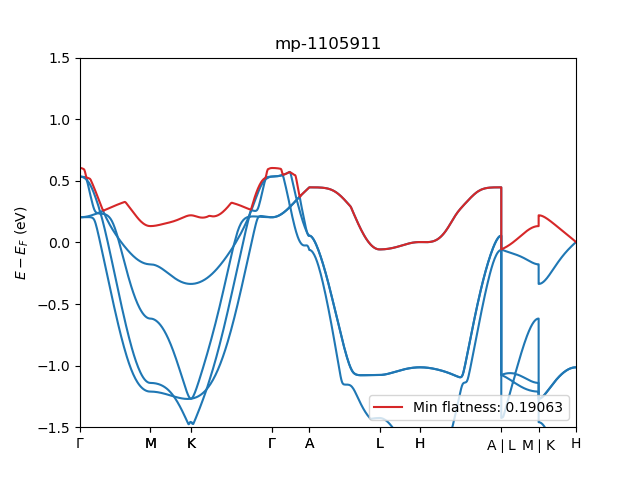 mp-1105911
1.5
1.0
0.5
0.0
−0.5
−1.0
−1.5
E − E_F (eV)
Min flatness: 0.19063
Γ M K Γ A L H A | L M | K H